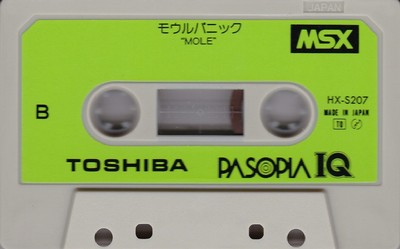 JAPAN
モウルパニック
"MOLE"
MSX
HX-S207
MADE IN JAPAN
B
TOSHIBA
PASOPIA IQ